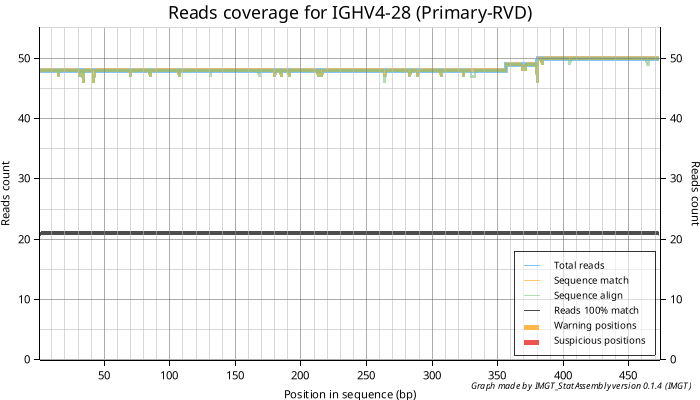 Reads coverage for IGHV4-28 (Primary-RVD)
50
40
30
20
10
0
50
40
30
20
10
0
Reads count
Reads count
50 100 150 200 250 300 350 400 450
Position in sequence (bp)
Total reads
Sequence match
Sequence align
Reads 100% match
Warning positions
Suspicious positions
Graph made by IMGT_StatAssembly version 0.1.4 (IMGT)